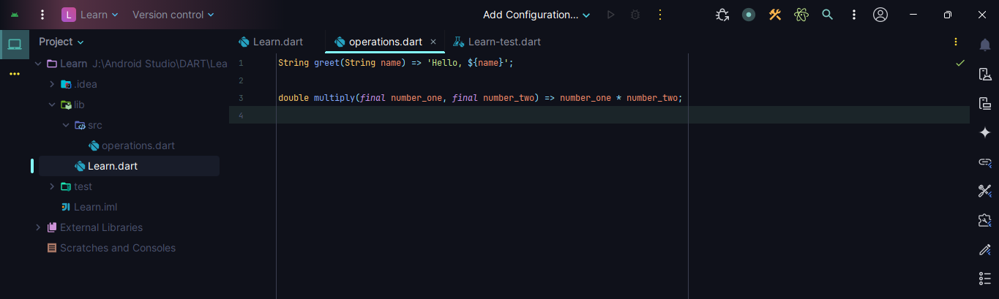 L Learn Version control Add Configuration...
Project Learn.dart operations.dart Learn-test.dart
Learn J:\Android Studio\DART\Lea
.idea
lib
src
operations.dart
Learn.dart
test
Learn.iml
External Libraries
Scratches and Consoles
1 String greet(String name) => 'Hello, ${name}';
2
3 double multiply(final number_one, final number_two) => number_one * number_two;
4